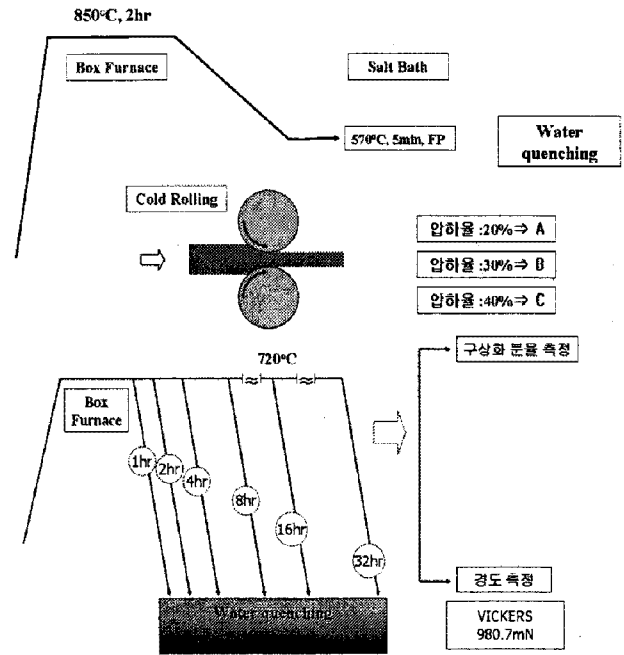 850°C, 2hr
Box Furnace
Salt Bath
570°C, 5min, FP
Water
quenching
Cold Rolling
압하율 :20%⇒ A
압하율 :30%⇒ B
압하율 :40%⇒ C
720°C
구상화 분율 측정
Box
Furnace
1hr
2hr
4hr
8hr
16hr
32hr
Water quenching
경도 측정
VICKERS
980.7mN